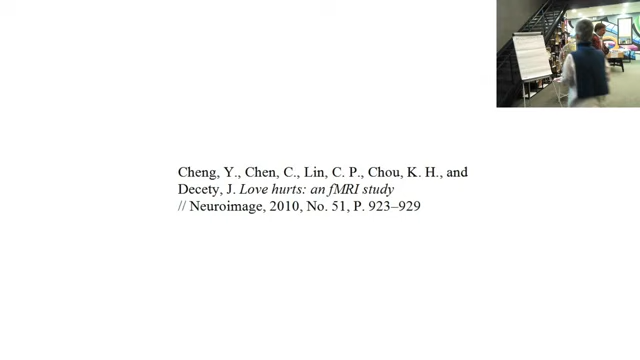 Cheng, Y., Chen, C., Lin, C. P., Chou, K. H., and
Decety, J. Love hurts: an fMRI study
// Neuroimage, 2010, No. 51, P. 923–929